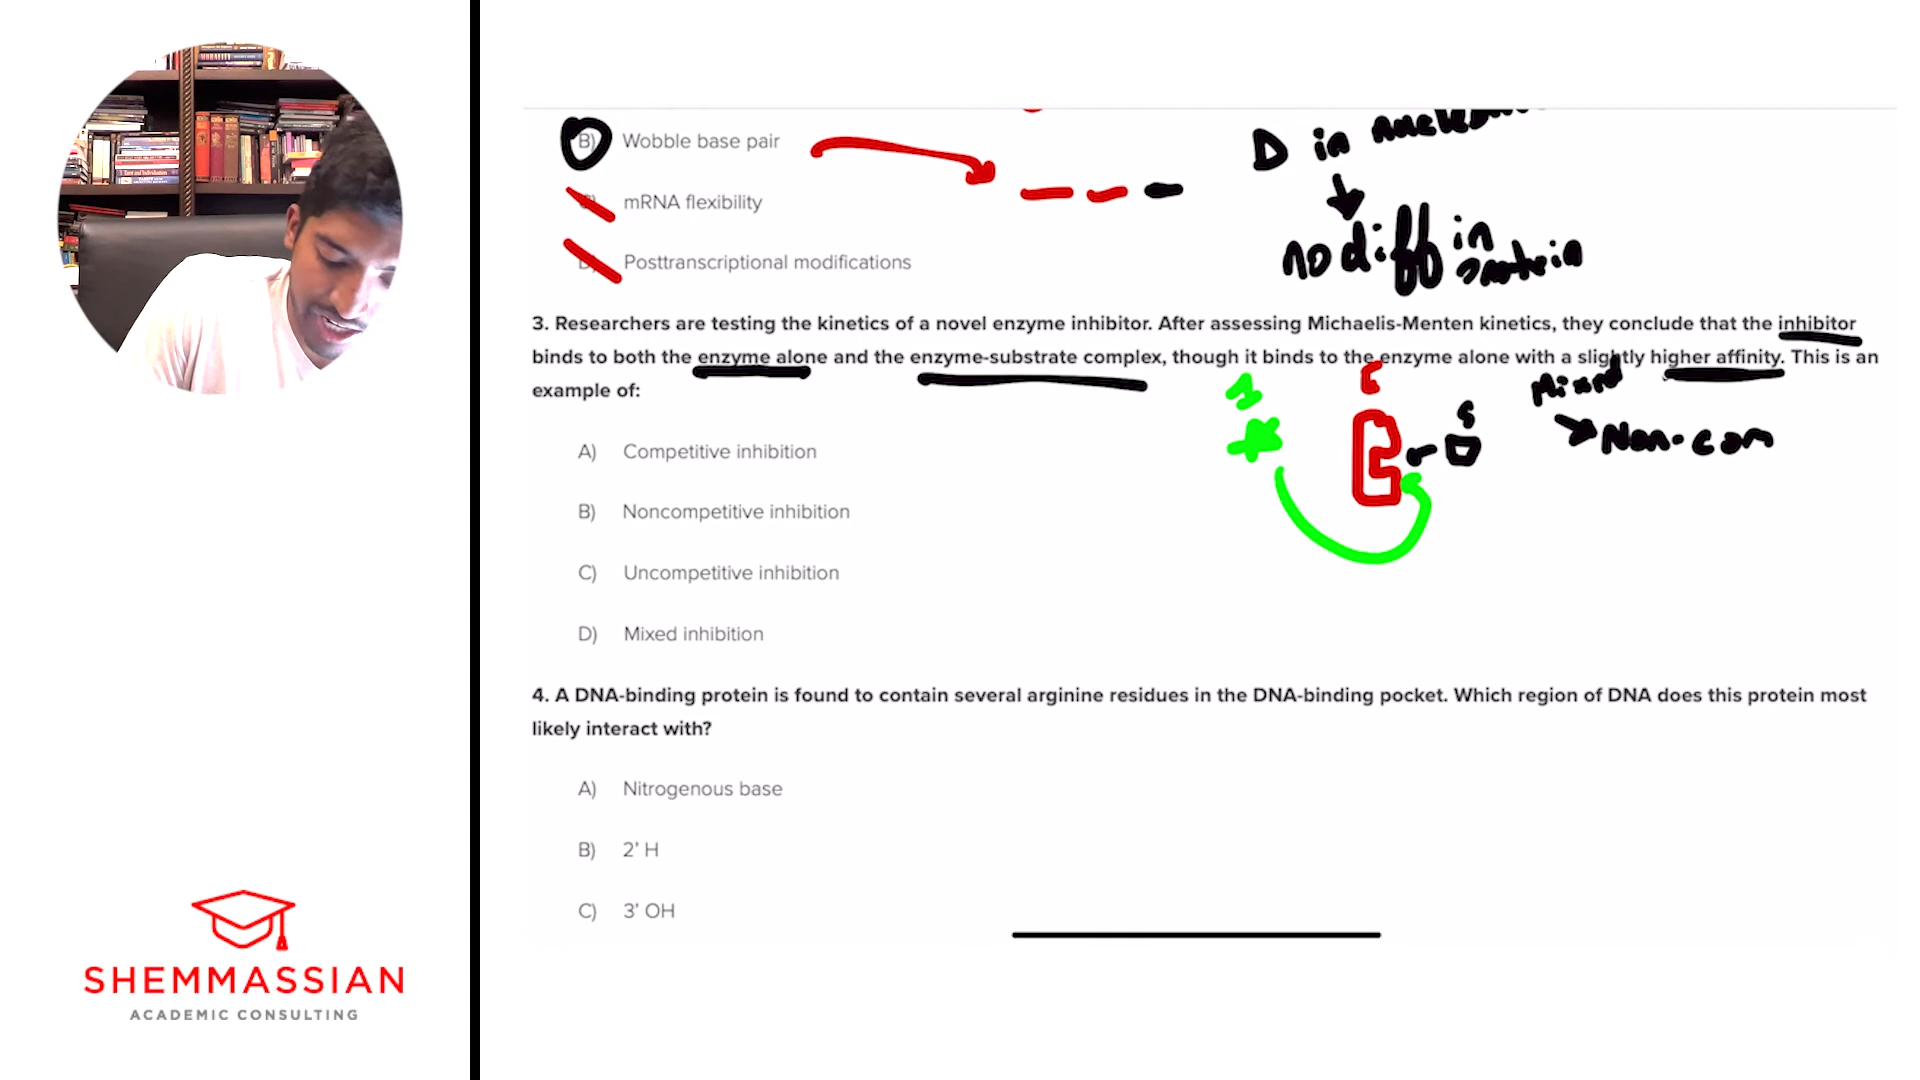 B) Wobble base pair
D in
mRNA flexibility
no diff in protein
Posttranscriptional modifications
3. Researchers are testing the kinetics of a novel enzyme inhibitor. After assessing Michaelis-Menten kinetics, they conclude that the inhibitor
binds to both the enzyme alone and the enzyme-substrate complex, though it binds to the enzyme alone with a slightly higher affinity. This is an
example of:
E
S
Mixed
Non-com
A) Competitive inhibition
B) Noncompetitive inhibition
C) Uncompetitive inhibition
D) Mixed inhibition
4. A DNA-binding protein is found to contain several arginine residues in the DNA-binding pocket. Which region of DNA does this protein most
likely interact with?
A) Nitrogenous base
B) 2' H
C) 3' OH
SHEMMASSIAN
ACADEMIC CONSULTING